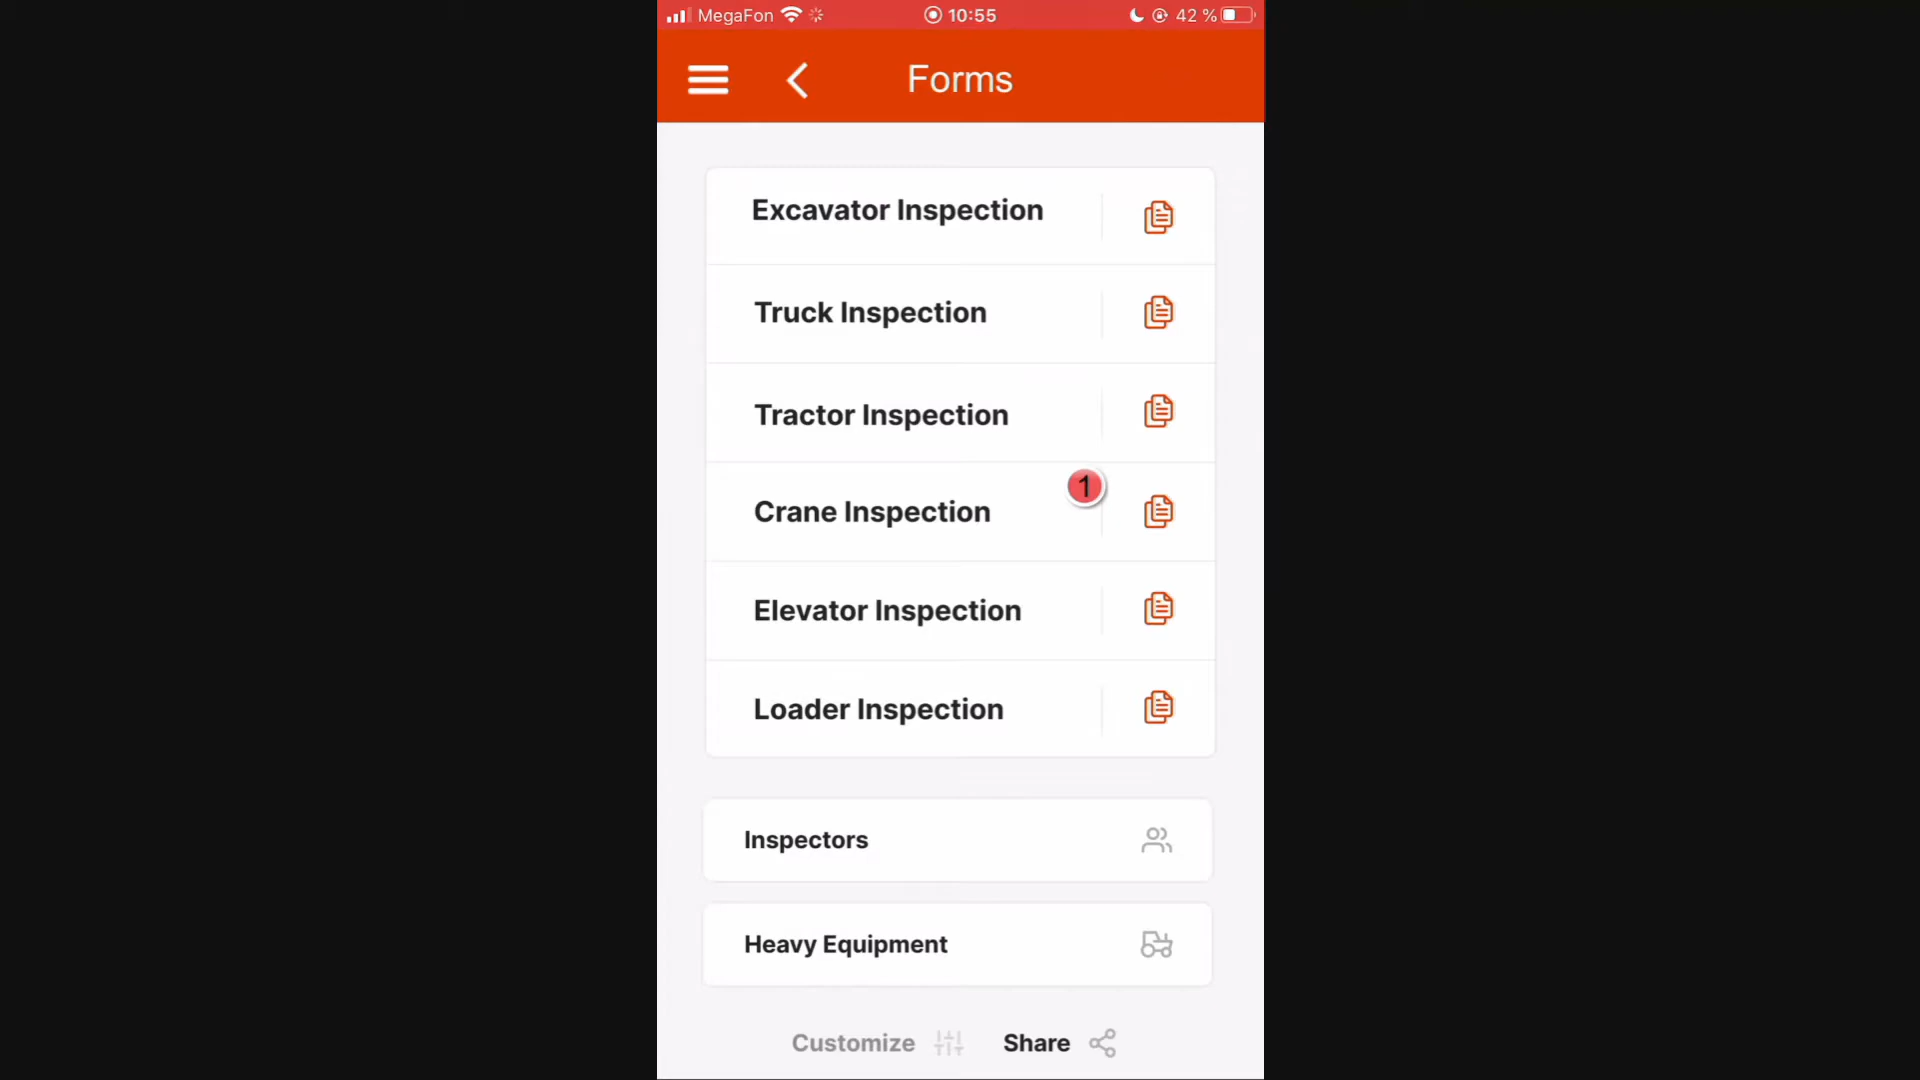 MegaFon 10:55 42 %
Forms
Excavator Inspection
Truck Inspection
Tractor Inspection
1
Crane Inspection
Elevator Inspection
Loader Inspection
Inspectors
Heavy Equipment
Customize Share